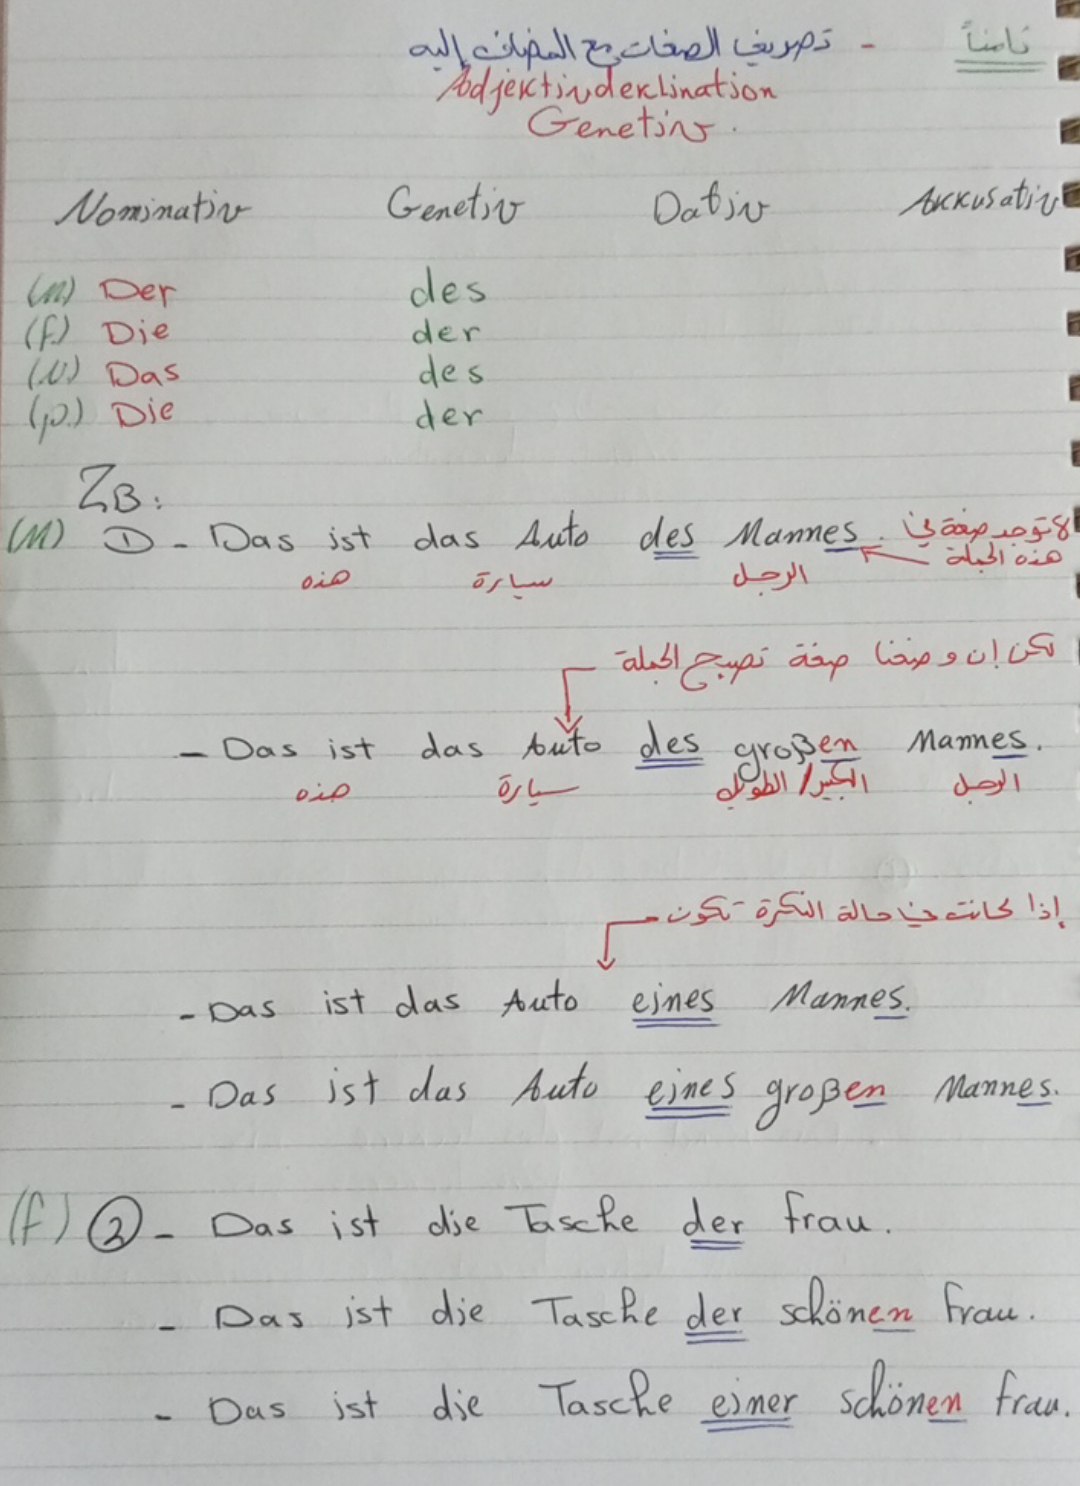 ثامناً - تصريف الصفات مع المضاف إليه
Adjektivdeklination
Genetiv.
Nominativ Genetiv Dativ Akkusativ
(M) Der des
(f.) Die der
(N) Das des
(p.) Die der
ZB:
(M) ① - Das ist das Auto des Mannes. لا توجد صفة في
هذه الجملة
هذه سيارة الرجل
لكن إن وضعنا صفة تصبح الجملة
- Das ist das Auto des großen Mannes.
هذه سيارة الكبير / الطويل الرجل
إذا كانت في حالة النكرة تكون
- Das ist das Auto eines Mannes.
- Das ist das Auto eines großen Mannes.
(f) ② - Das ist die Tasche der frau.
- Das ist die Tasche der schönen frau.
- Das ist die Tasche einer schönen frau.